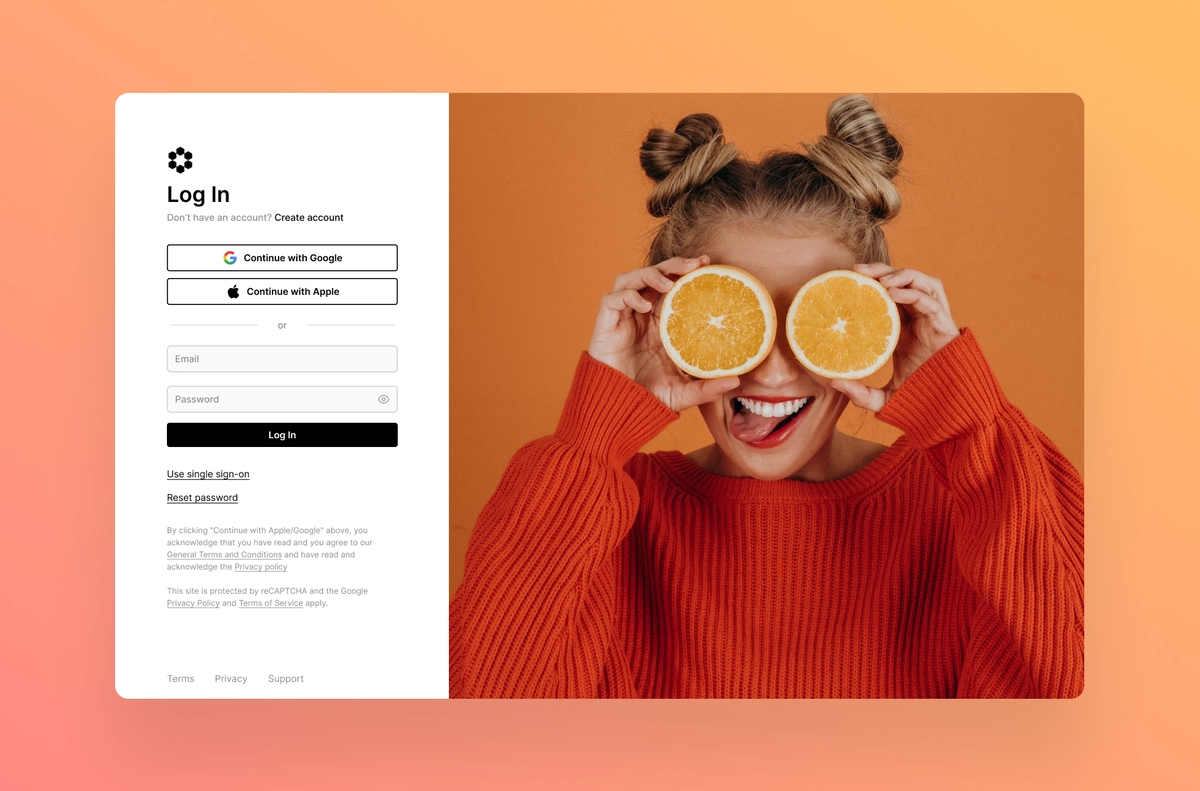 Log In
Don't have an account? Create account
Continue with Google
Continue with Apple
or
Email
Password
Log In
Use single sign-on
Reset password
By clicking "Continue with Apple/Google" above, you
acknowledge that you have read and you agree to our
General Terms and Conditions and have read and
acknowledge the Privacy policy
This site is protected by reCAPTCHA and the Google
Privacy Policy and Terms of Service apply.
Terms Privacy Support